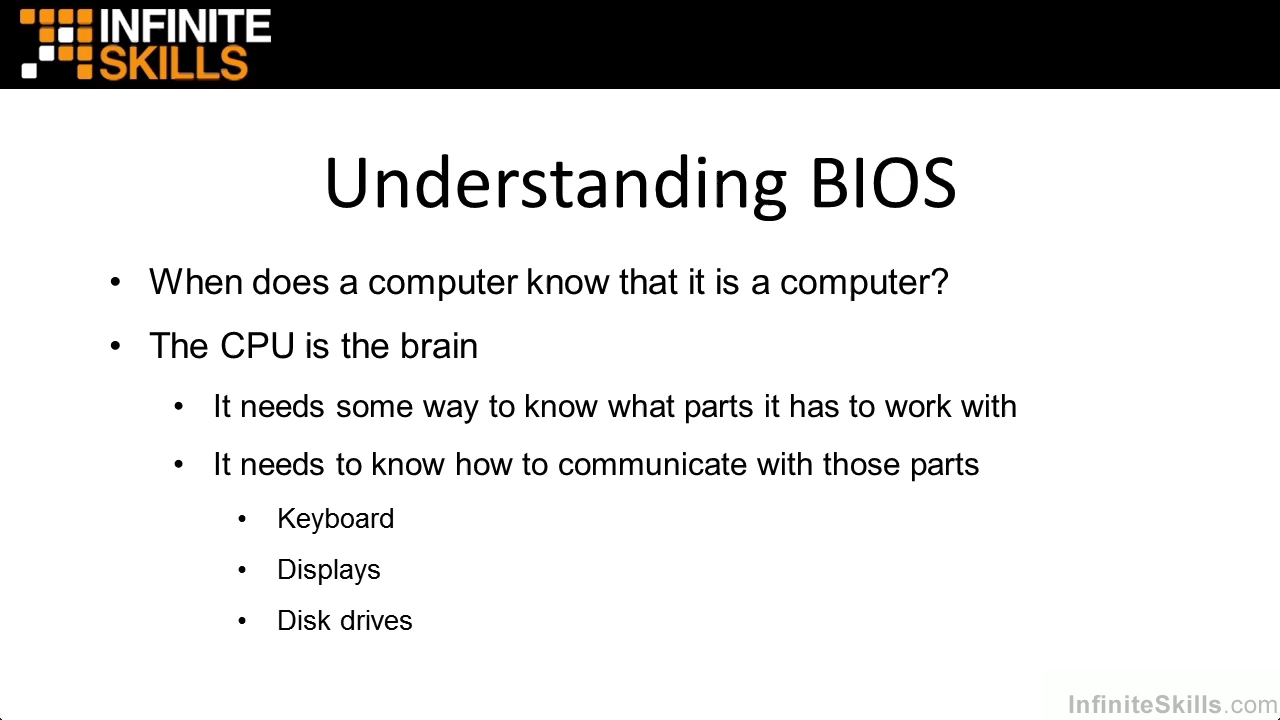 INFINITE
SKILLS
Understanding BIOS
• When does a computer know that it is a computer?
• The CPU is the brain
• It needs some way to know what parts it has to work with
• It needs to know how to communicate with those parts
• Keyboard
• Displays
• Disk drives
InfiniteSkills.com